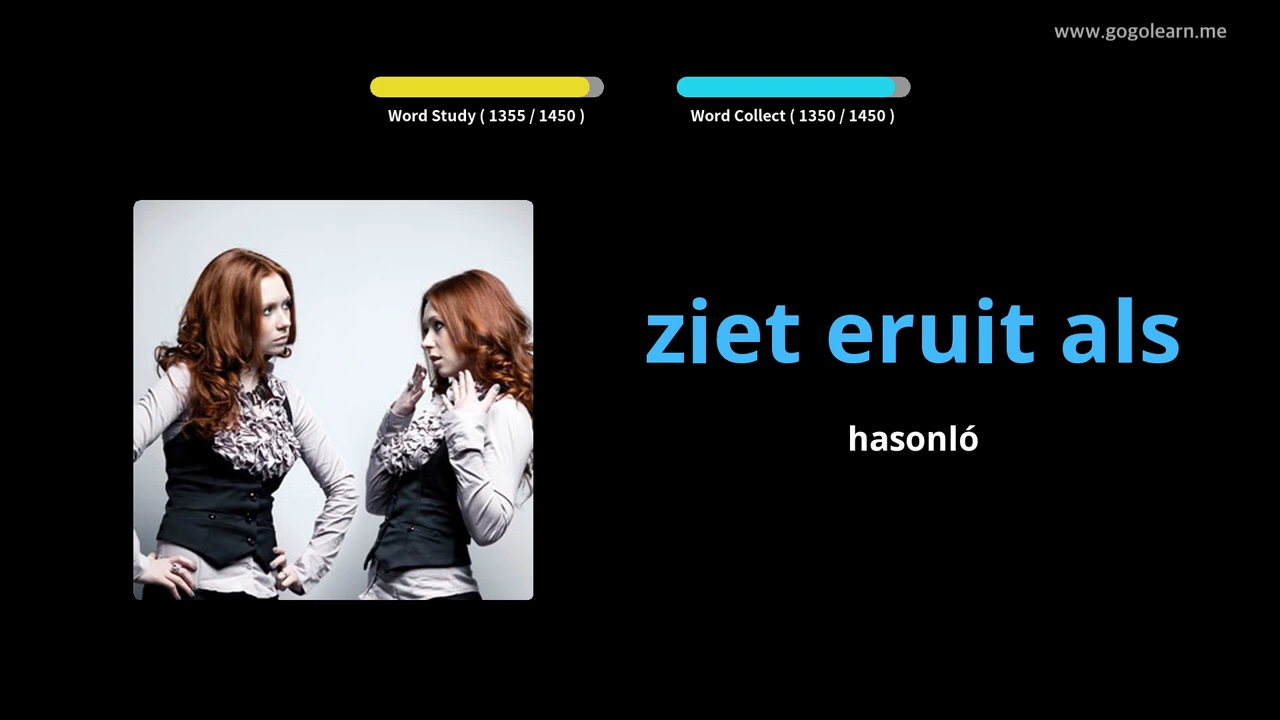 www.gogolearn.me
Word Study ( 1355 / 1450 )
Word Collect ( 1350 / 1450 )
ziet eruit als
hasonló